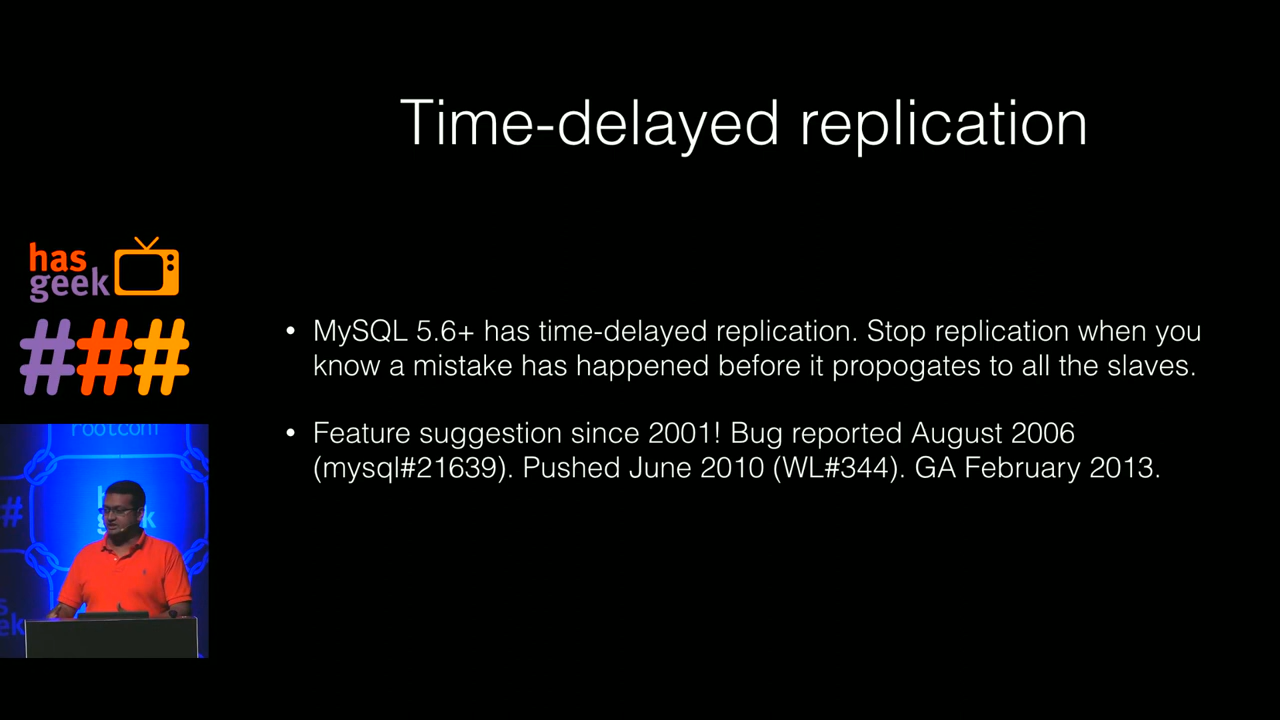 Time-delayed replication
has
geek
###
• MySQL 5.6+ has time-delayed replication. Stop replication when you
know a mistake has happened before it propogates to all the slaves.
• Feature suggestion since 2001! Bug reported August 2006
(mysql#21639). Pushed June 2010 (WL#344). GA February 2013.
rootconf
#